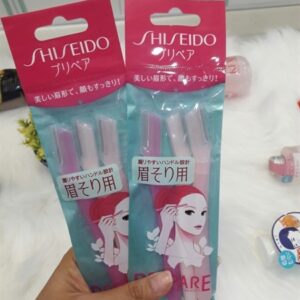 SHISEIDO
プリペア
美しい眉形で、顔もすっきり!
握りやすいハンドル設計
眉そり用
SHISEIDO
プリペア
美しい眉形で、顔もすっきり!
握りやすいハンドル設計
眉そり用